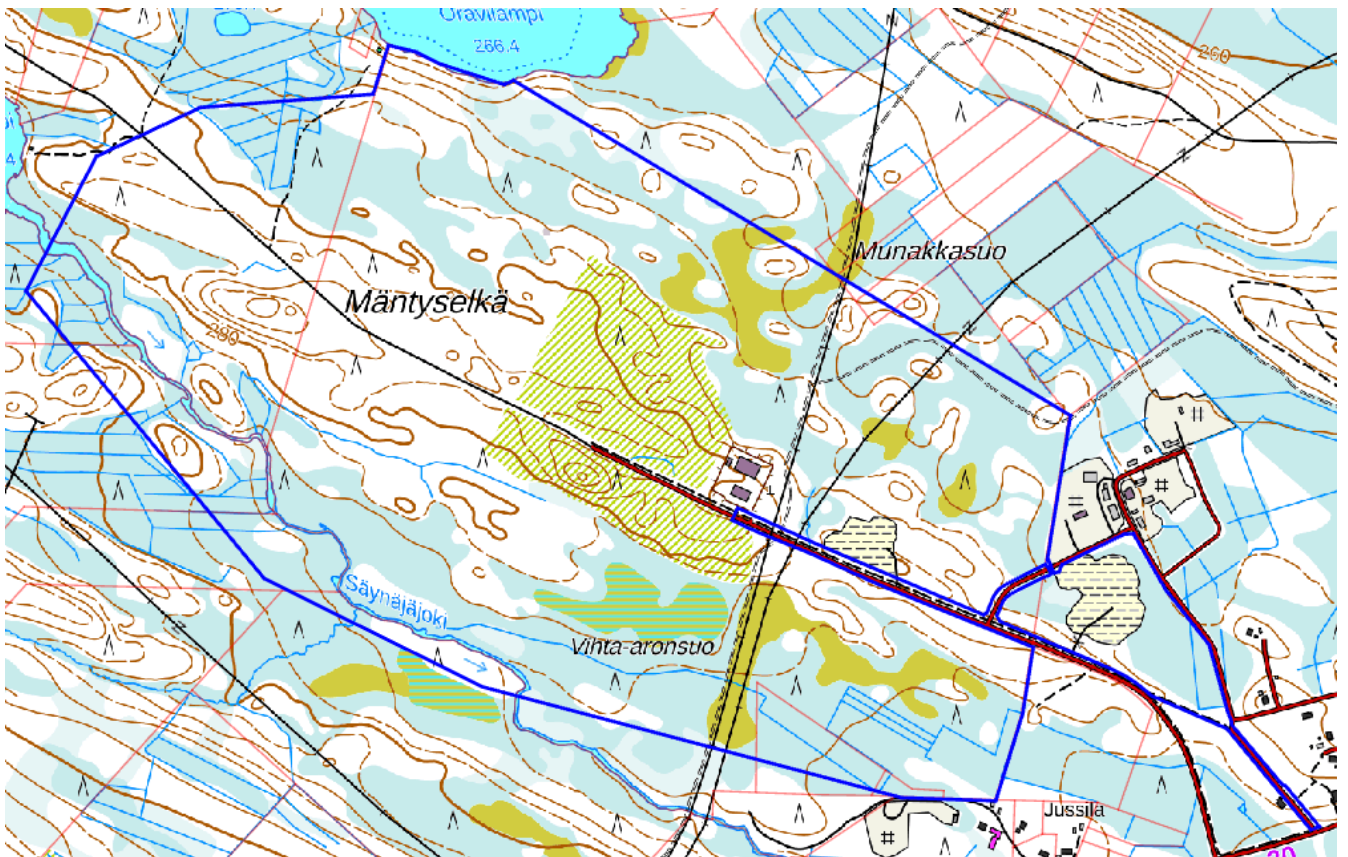 Oravilampi
266.4
260
Munakkasuo
Mäntyselkä
280
Säynäjäjoki
Vihta-aronsuo
Jussila